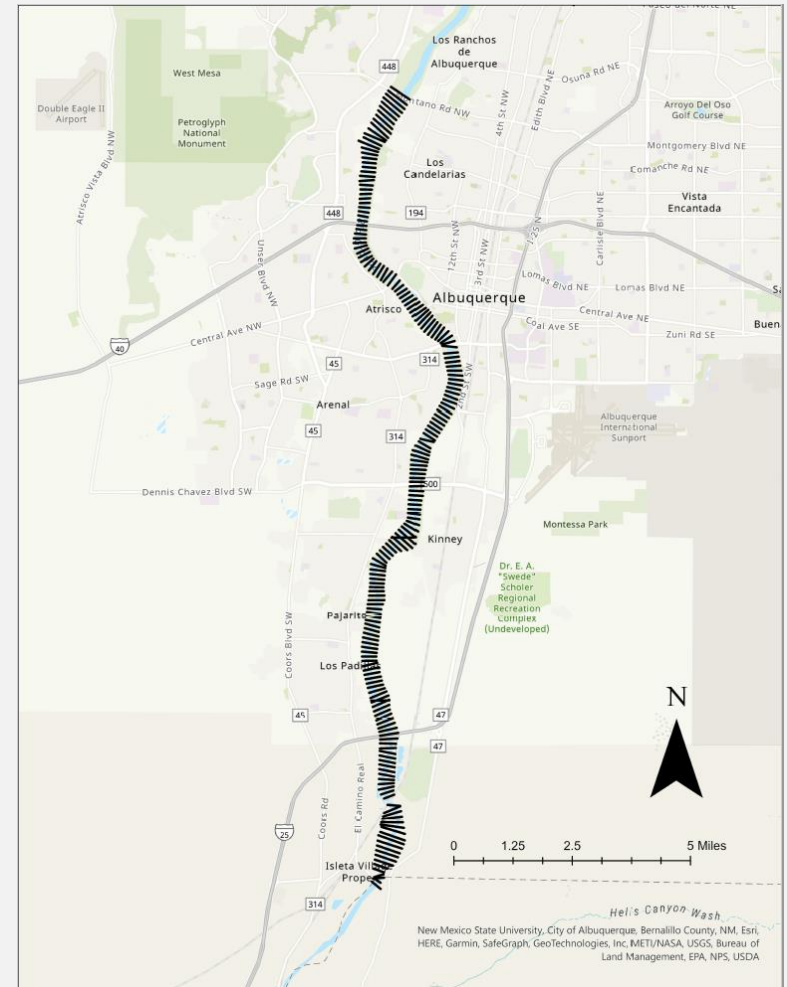 Los Ranchos
de
Albuquerque
448
West Mesa
Osuna Rd NE
Double Eagle II
Airport
Petroglyph
National
Monument
4th St NW
Edith Blvd NE
Arroyo Del Oso
Golf Course
Atrisco Vista Blvd NW
Montgomery Blvd NE
Los
Candelarias
Comanche Rd NE
Vista
Encantada
448
194
Carlisle Blvd NE
Unser Blvd NW
12th St NW
3rd St NW
I-25 N
Lomas Blvd NE
Lomas Blvd NE
Albuquerque
Atrisco
Central Ave NE
Coal Ave SE
Central Ave NW
Zuni Rd SE
40
45
314
2nd St SW
Sage Rd SW
Arenal
45
314
Albuquerque
International
Sunport
500
Dennis Chavez Blvd SW
Montessa Park
Kinney
Dr. E. A.
"Swede"
Scholer
Regional
Recreation
Complex
(Undeveloped)
Coors Blvd SW
Pajarito
Los
N
45
47
47
El Camino Real
Coors Rd
25
0 1.25 2.5 5 Miles
Isleta
314
Canyon Wash
New Mexico State University, City of Albuquerque, Bernalillo County, NM, Esri,
HERE, Garmin, SafeGraph, GeoTechnologies, Inc, METI/NASA, USGS, Bureau of
Land Management, EPA, NPS, USDA